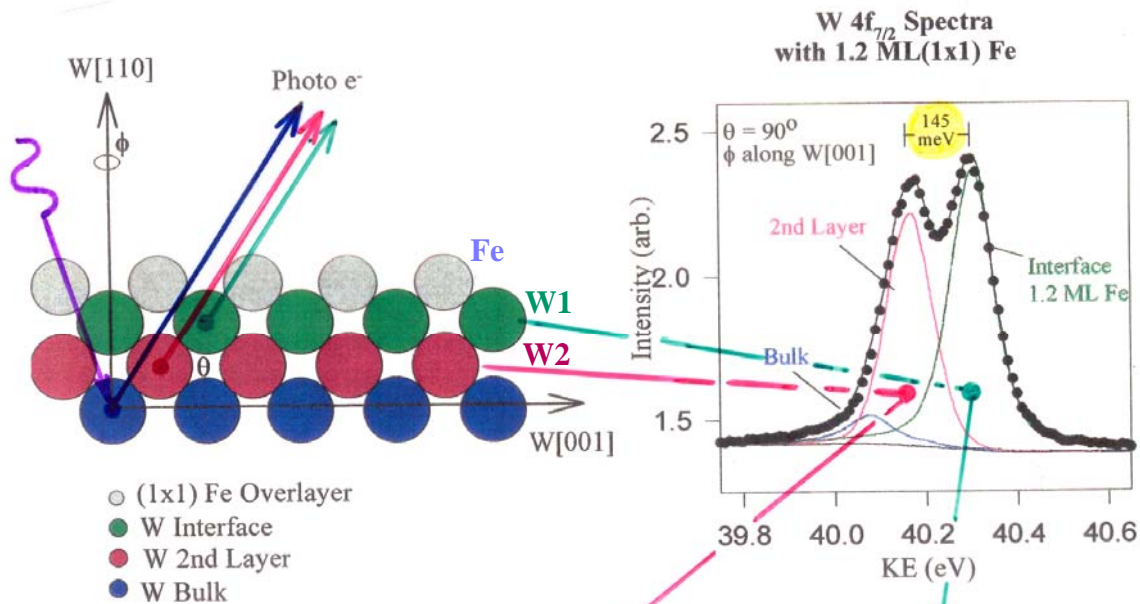 W 4f7/2 Spectra
with 1.2 ML(1x1) Fe
W[110]
Photo e-
ϕ
Fe
W1
W2
θ
W[001]
(1x1) Fe Overlayer
W Interface
W 2nd Layer
W Bulk
145
meV
θ = 90°
ϕ along W[001]
2nd Layer
Interface
1.2 ML Fe
Bulk
Intensity (arb.)
2.5
2.0
1.5
39.8 40.0 40.2 40.4 40.6
KE (eV)